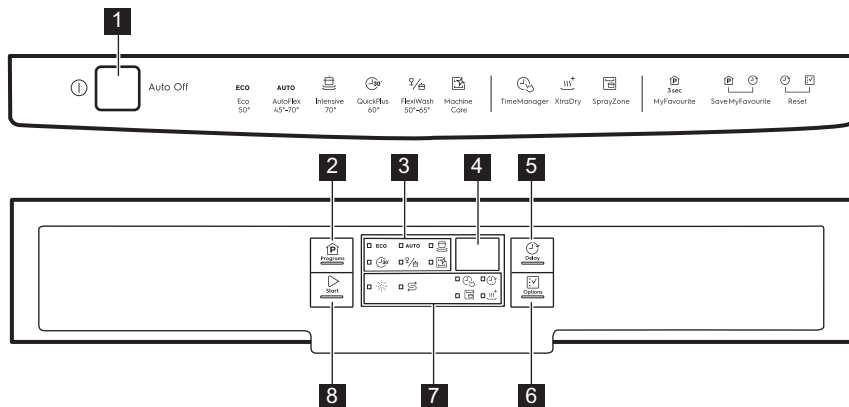 1
Auto Off
ECO
Eco
50°
AUTO
AutoFlex
45°-70°
Intensive
70°
30'
QuickPlus
60°
FlexiWash
50°-65°
Machine
Care
TimeManager
XtraDry
SprayZone
P
3 sec
MyFavourite
P
SaveMyFavourite
Reset
2
3
4
5
P
Programs
ECO
AUTO
30'
Delay
Start
Options
8
7
6